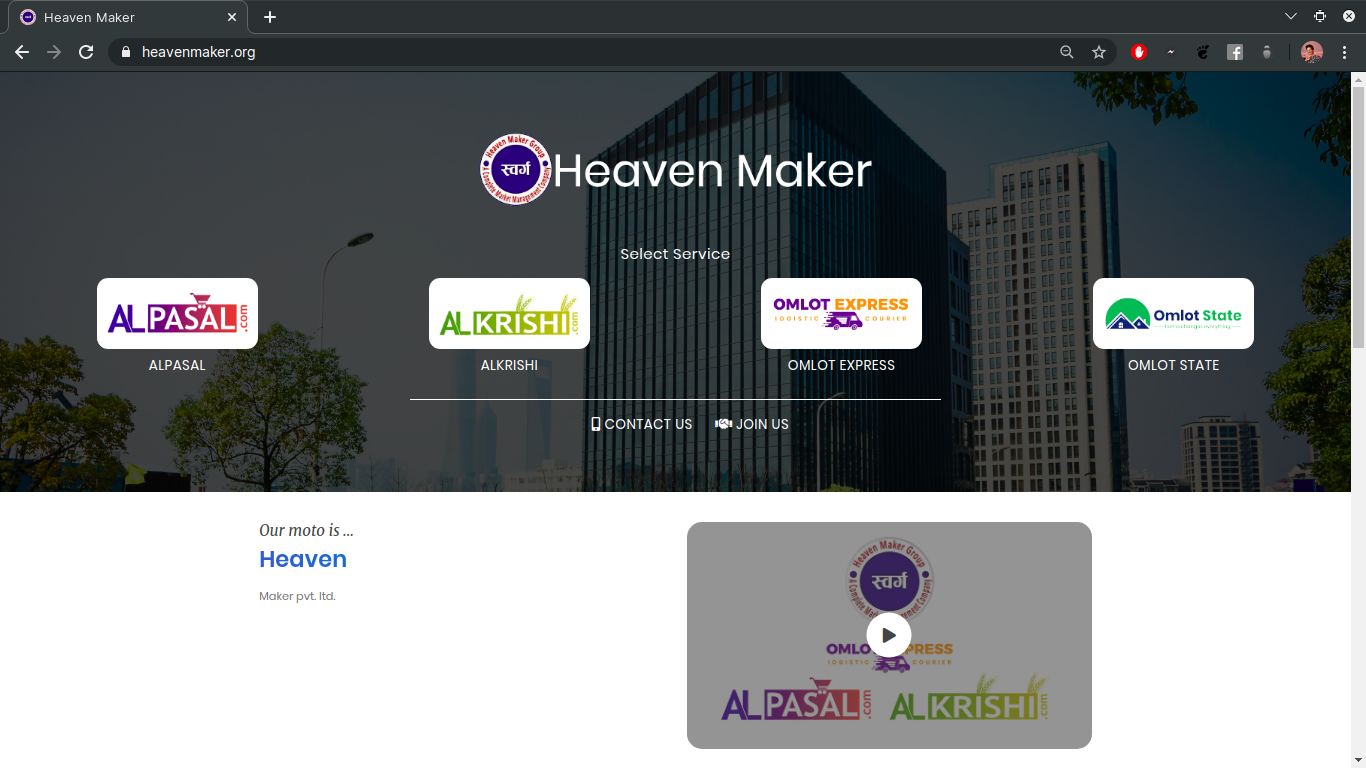 Heaven Maker
heavenmaker.org
Heaven Maker Group
स्वर्ग
A Complete Market Management Company
Heaven Maker
Select Service
ALPASAL.com
ALKRISHI.com
OMLOT EXPRESS
LOGISTIC COURIER
Omlot State
ALPASAL
ALKRISHI
OMLOT EXPRESS
OMLOT STATE
CONTACT US
JOIN US
Our moto is ...
Heaven
Maker pvt. ltd.
Heaven Maker Group
स्वर्ग
OMLOT EXPRESS
LOGISTIC COURIER
ALPASAL.com
ALKRISHI.com